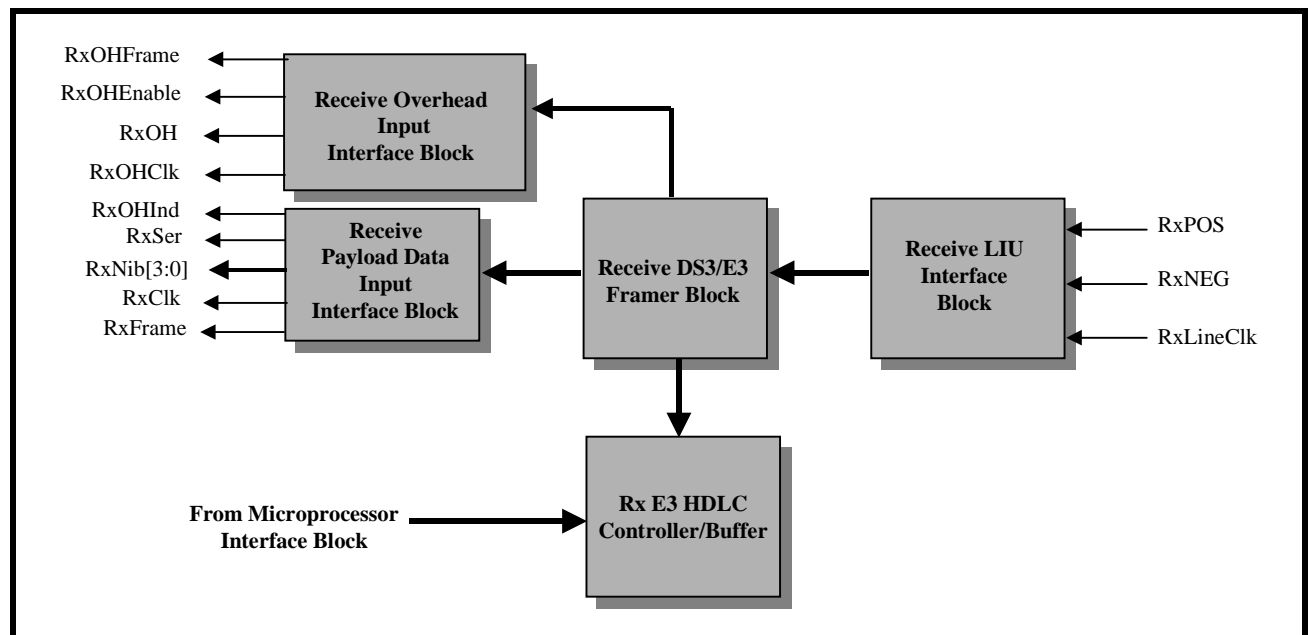 RxOHFrame
RxOHEnable
RxOH
RxOHClk
Receive Overhead
Input
Interface Block
RxOHInd
RxSer
RxNib[3:0]
RxClk
RxFrame
Receive
Payload Data
Input
Interface Block
Receive DS3/E3
Framer Block
Receive LIU
Interface
Block
RxPOS
RxNEG
RxLineClk
From Microprocessor
Interface Block
Rx E3 HDLC
Controller/Buffer